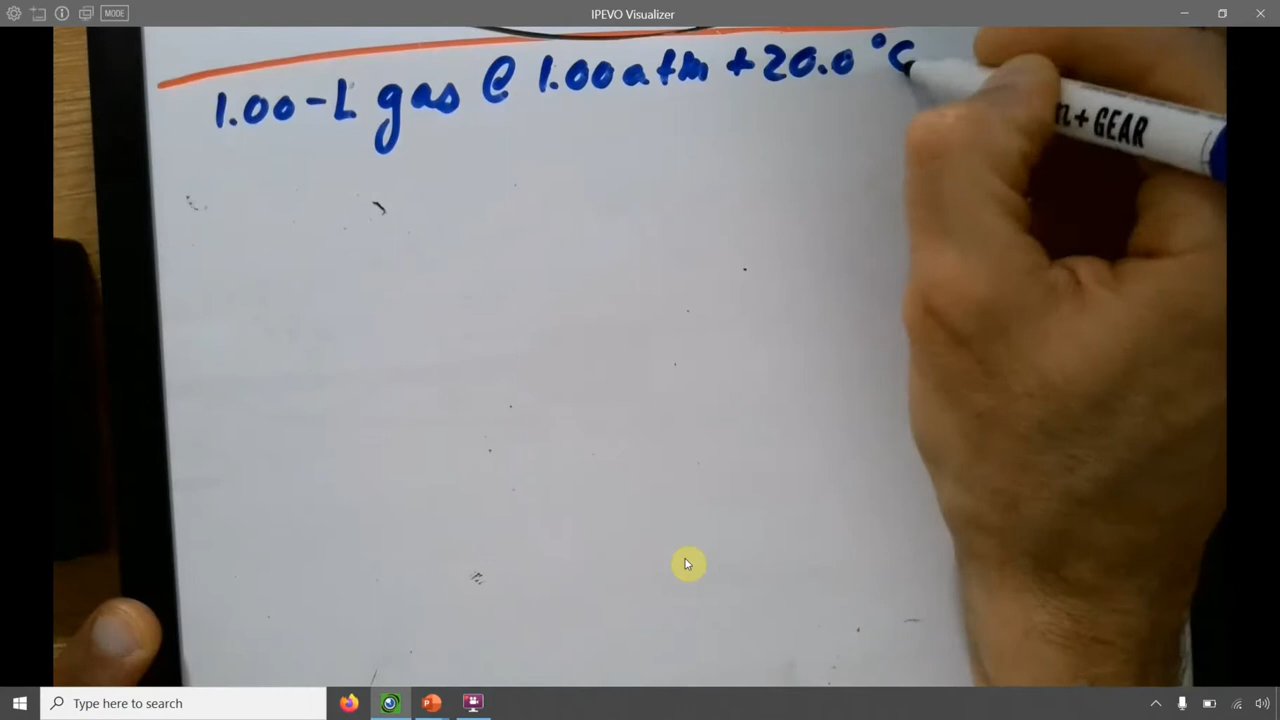 IPEVO Visualizer
MODE
1.00-L gas @ 1.00 atm + 20.0 °C
n + GEAR
Type here to search